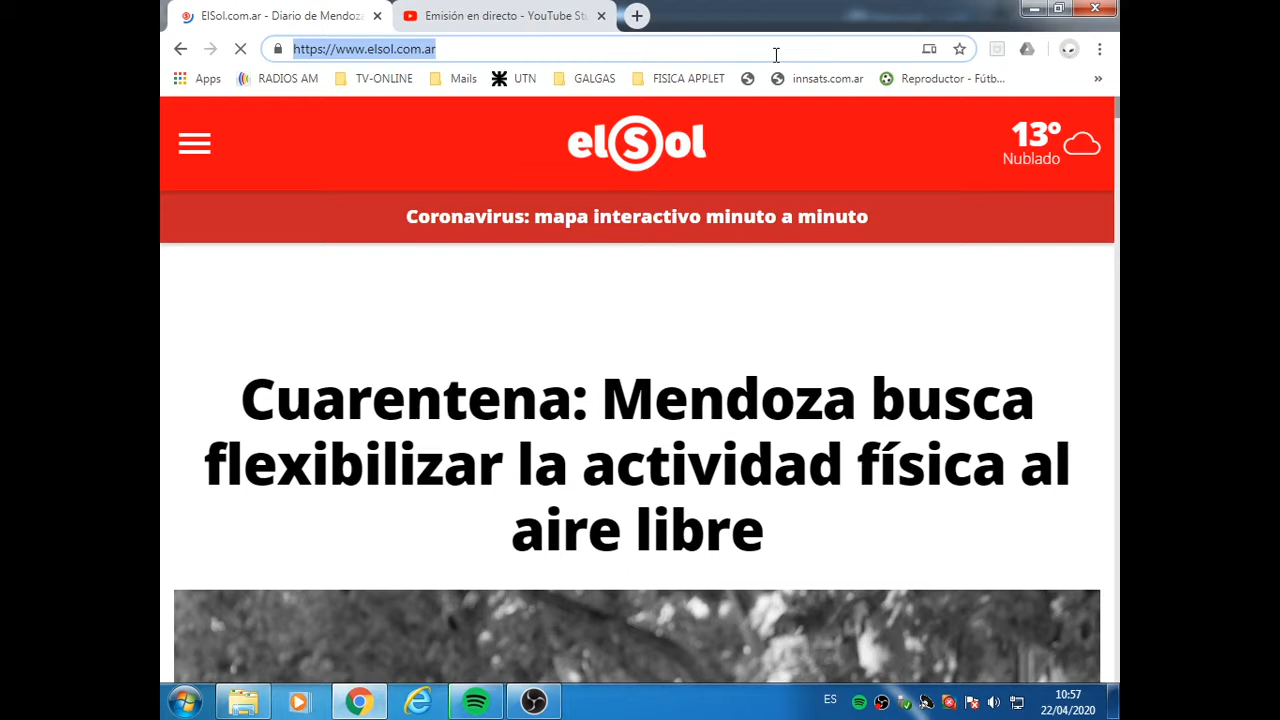 ElSol.com.ar - Diario de Mendoza
Emisión en directo - YouTube Stu
https://www.elsol.com.ar
Apps
RADIOS AM
TV-ONLINE
Mails
UTN
GALGAS
FISICA APPLET
innsats.com.ar
Reproductor - Fútb...
»
elSol
13°
Nublado
Coronavirus: mapa interactivo minuto a minuto
Cuarentena: Mendoza busca
flexibilizar la actividad física al
aire libre
ES
10:57
22/04/2020